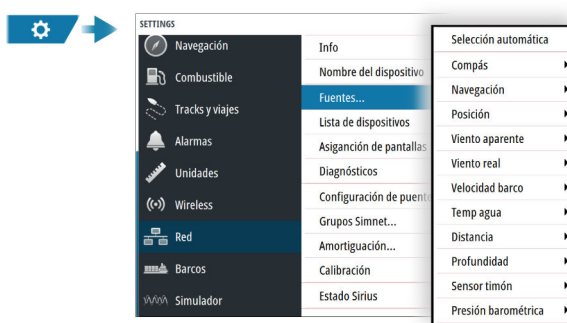 SETTINGS
Navegación
Combustible
Tracks y viajes
Alarmas
Unidades
Wireless
Red
Barcos
Simulador
Info
Nombre del dispositivo
Fuentes...
Lista de dispositivos
Asigancón de pantallas
Diagnósticos
Configuración de puente
Grupos Simnet...
Amortiguación...
Calibración
Estado Sirius
Selección automática
Compás
Navegación
Posición
Viento aparente
Viento real
Velocidad barco
Temp agua
Distancia
Profundidad
Sensor timón
Presión barométrica